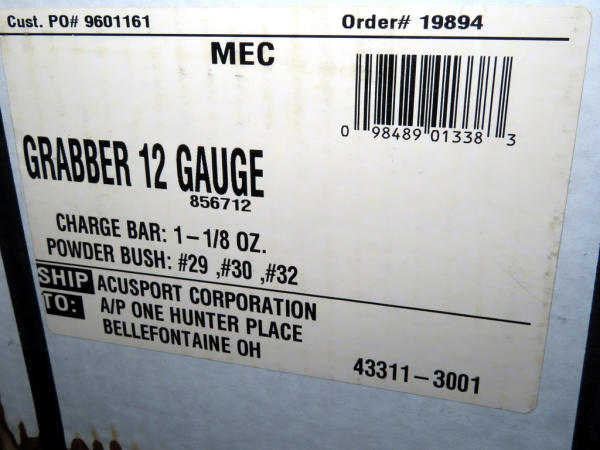 Cust. PO# 9601161 Order# 19894
MEC
0 98489 01338 3
GRABBER 12 GAUGE
856712
CHARGE BAR: 1-1/8 OZ.
POWDER BUSH: #29 ,#30 ,#32
SHIP TO: ACUSPORT CORPORATION
A/P ONE HUNTER PLACE
BELLEFONTAINE OH
43311-3001